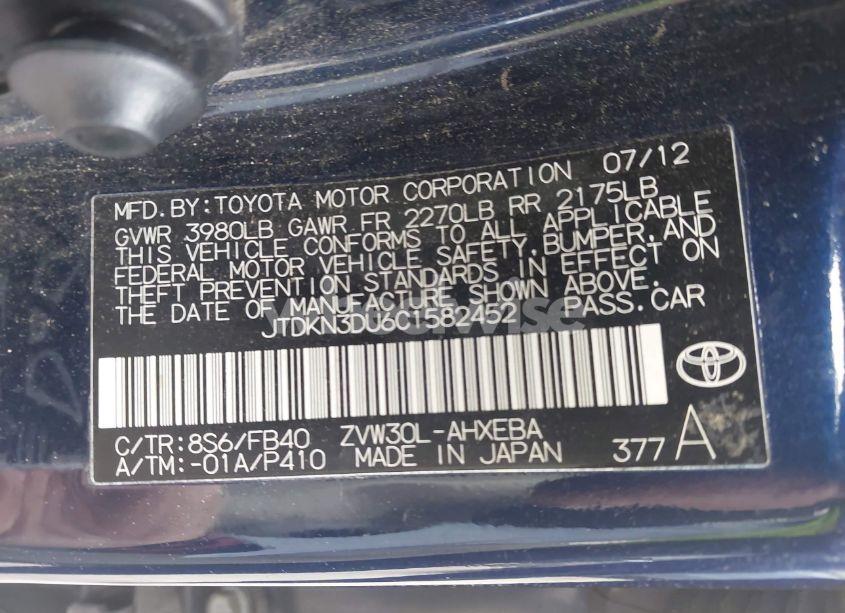 MFD.BY:TOYOTA MOTOR CORPORATION 07/12
GVWR 3980LB GAWR FR 2270LB RR 2175LB
THIS VEHICLE CONFORMS TO ALL APPLICABLE
FEDERAL MOTOR VEHICLE SAFETY,BUMPER,AND
THEFT PREVENTION STANDARDS IN EFFECT ON
THE DATE OF MANUFACTURE SHOWN ABOVE.
JTDKN3DU6C1582452 PASS.CAR
C/TR:8S6/FB40 ZVW30L-AHXEBA
A/TM:-01A/P410 MADE IN JAPAN 377 A